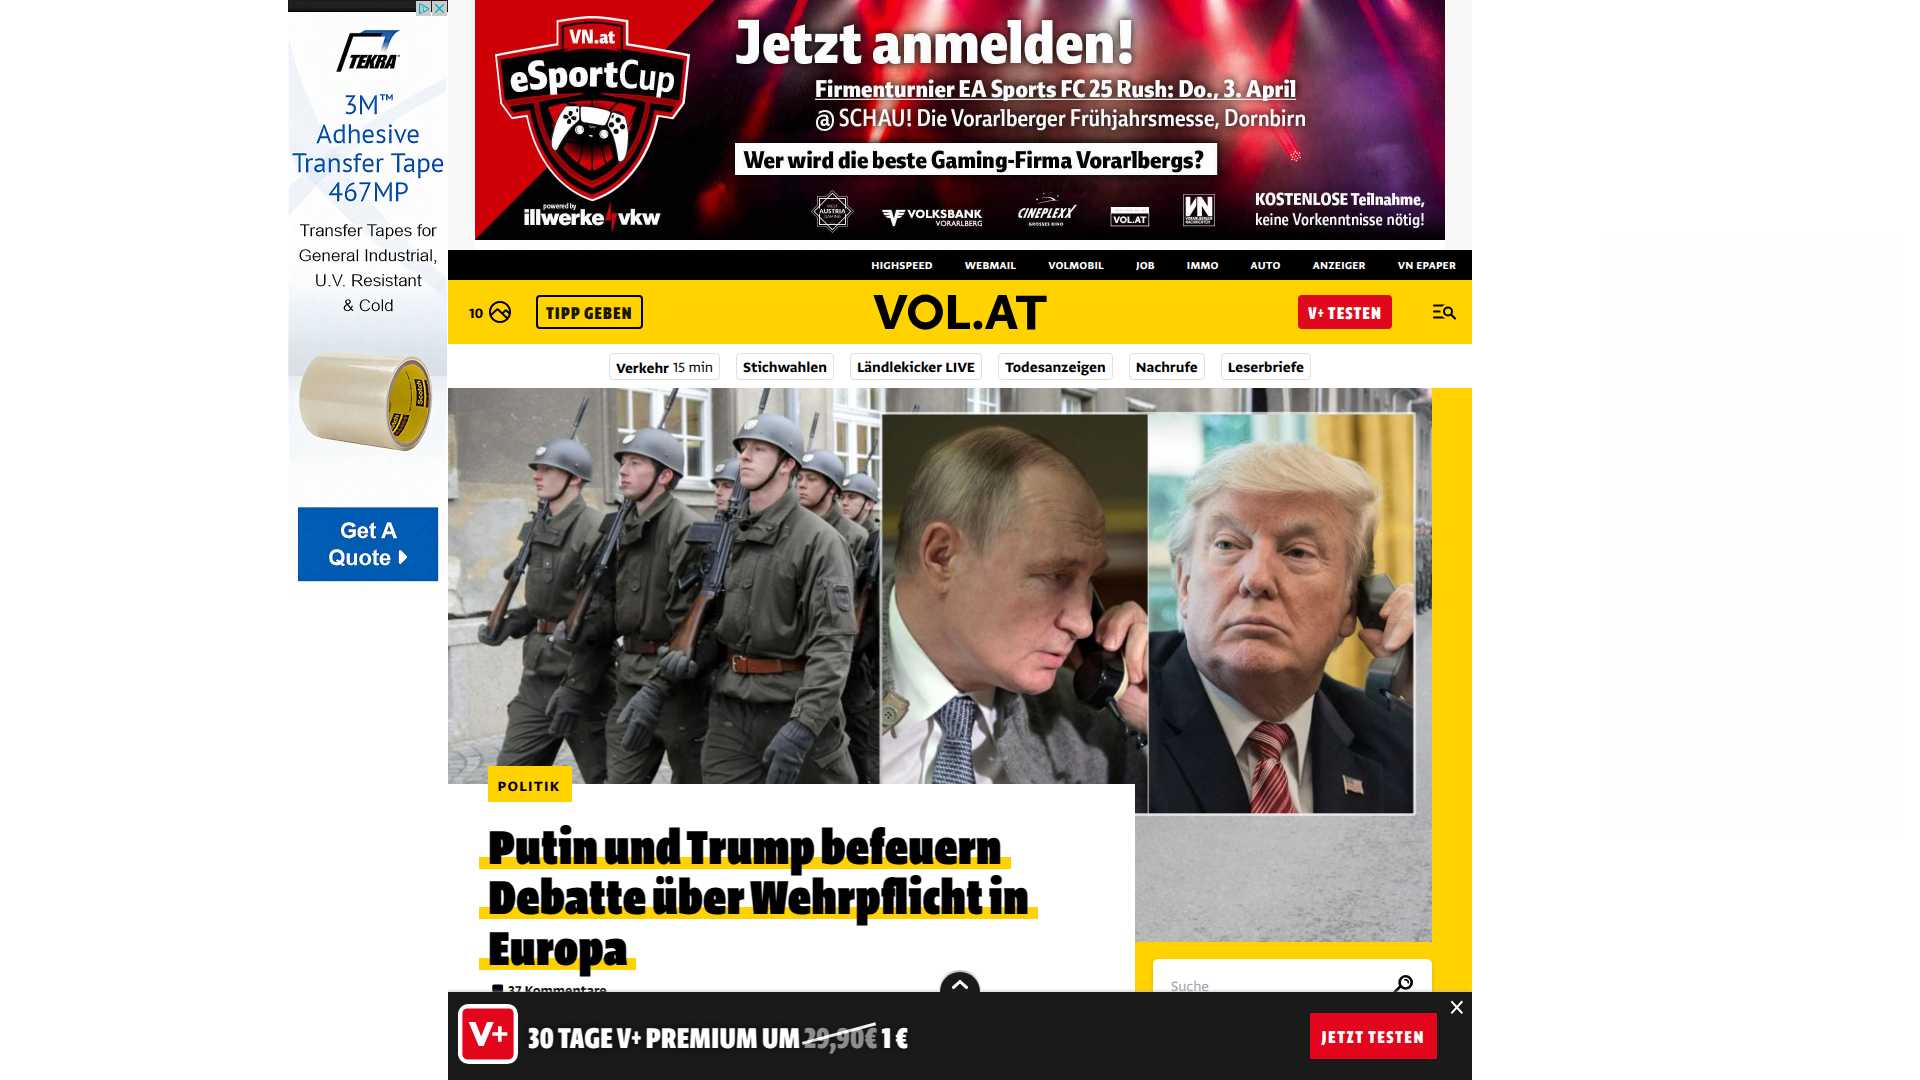 TEKRA
3M™
Adhesive
Transfer Tape
467MP
Transfer Tapes for
General Industrial,
U.V. Resistant
& Cold
Scotch
Scotch
Get A
Quote
VN.at
eSportCup
powered by
illwerke vkw
Jetzt anmelden!
Firmenturnier EA Sports FC 25 Rush: Do., 3. April
@ SCHAU! Die Vorarlberger Frühjahrsmesse, Dornbirn
Wer wird die beste Gaming-Firma Vorarlbergs?
AUSTRIA
VOLKSBANK
VORARLBERG
CINEPLEXX
VOL.AT
VN
KOSTENLOSE Teilnahme,
keine Vorkenntnisse nötig!
HIGHSPEED WEBMAIL VOLMOBIL JOB IMMO AUTO ANZEIGER VN EPAPER
10 TIPP GEBEN VOL.AT V+ TESTEN
Verkehr 15 min Stichwahlen Ländlekicker LIVE Todesanzeigen Nachrufe Leserbriefe
POLITIK
Putin und Trump befeuern
Debatte über Wehrpflicht in
Europa
37 Kommentare
Suche
V+ 30 TAGE V+ PREMIUM UM 29,90€ 1 € JETZT TESTEN